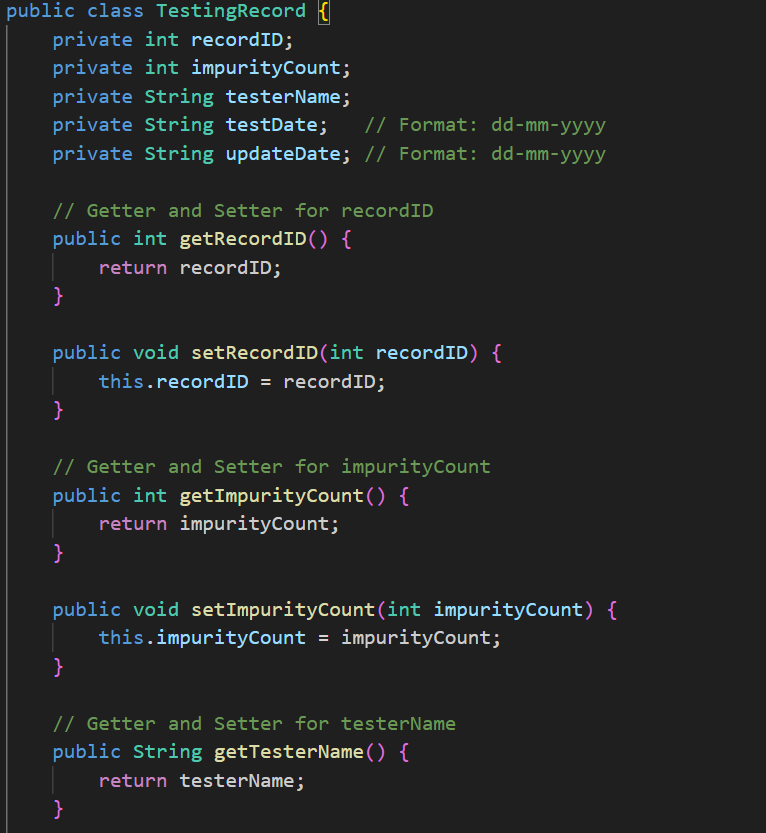 public class TestingRecord {
    private int recordID;
    private int impurityCount;
    private String testerName;
    private String testDate;   // Format: dd-mm-yyyy
    private String updateDate; // Format: dd-mm-yyyy

    // Getter and Setter for recordID
    public int getRecordID() {
        return recordID;
    }

    public void setRecordID(int recordID) {
        this.recordID = recordID;
    }

    // Getter and Setter for impurityCount
    public int getImpurityCount() {
        return impurityCount;
    }

    public void setImpurityCount(int impurityCount) {
        this.impurityCount = impurityCount;
    }

    // Getter and Setter for testerName
    public String getTesterName() {
        return testerName;
    }